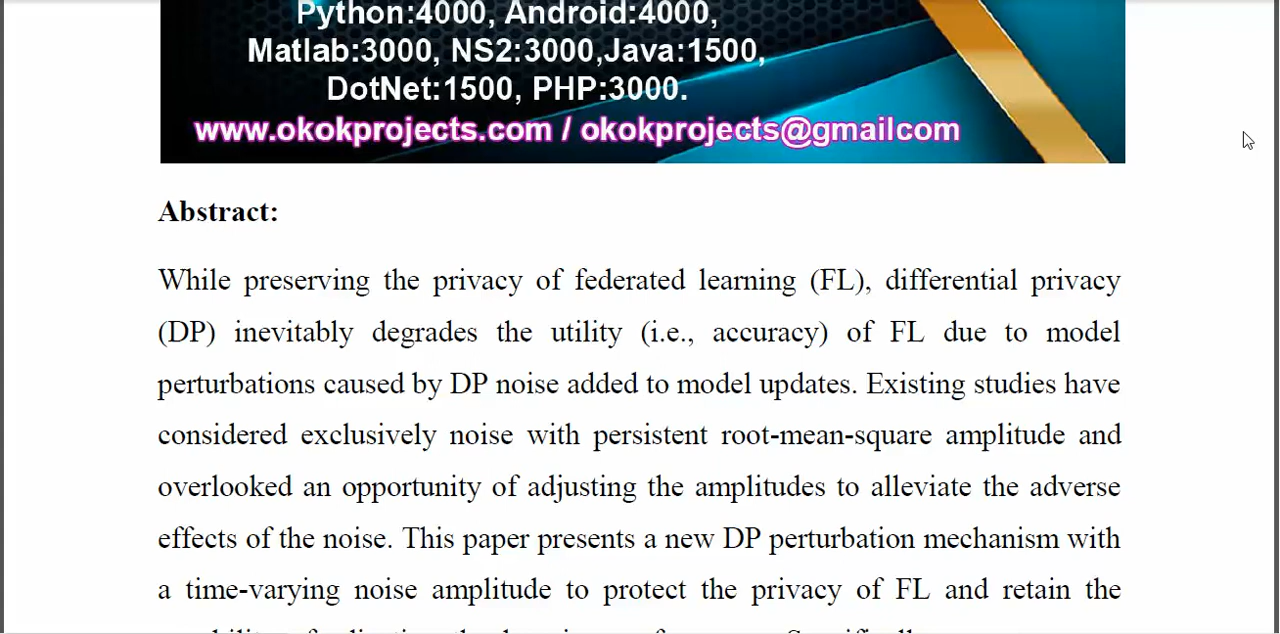 Python:4000, Android:4000,
Matlab:3000, NS2:3000,Java:1500,
DotNet:1500, PHP:3000.
www.okokprojects.com / okokprojects@gmailcom
Abstract:
While preserving the privacy of federated learning (FL), differential privacy
(DP) inevitably degrades the utility (i.e., accuracy) of FL due to model
perturbations caused by DP noise added to model updates. Existing studies have
considered exclusively noise with persistent root-mean-square amplitude and
overlooked an opportunity of adjusting the amplitudes to alleviate the adverse
effects of the noise. This paper presents a new DP perturbation mechanism with
a time-varying noise amplitude to protect the privacy of FL and retain the